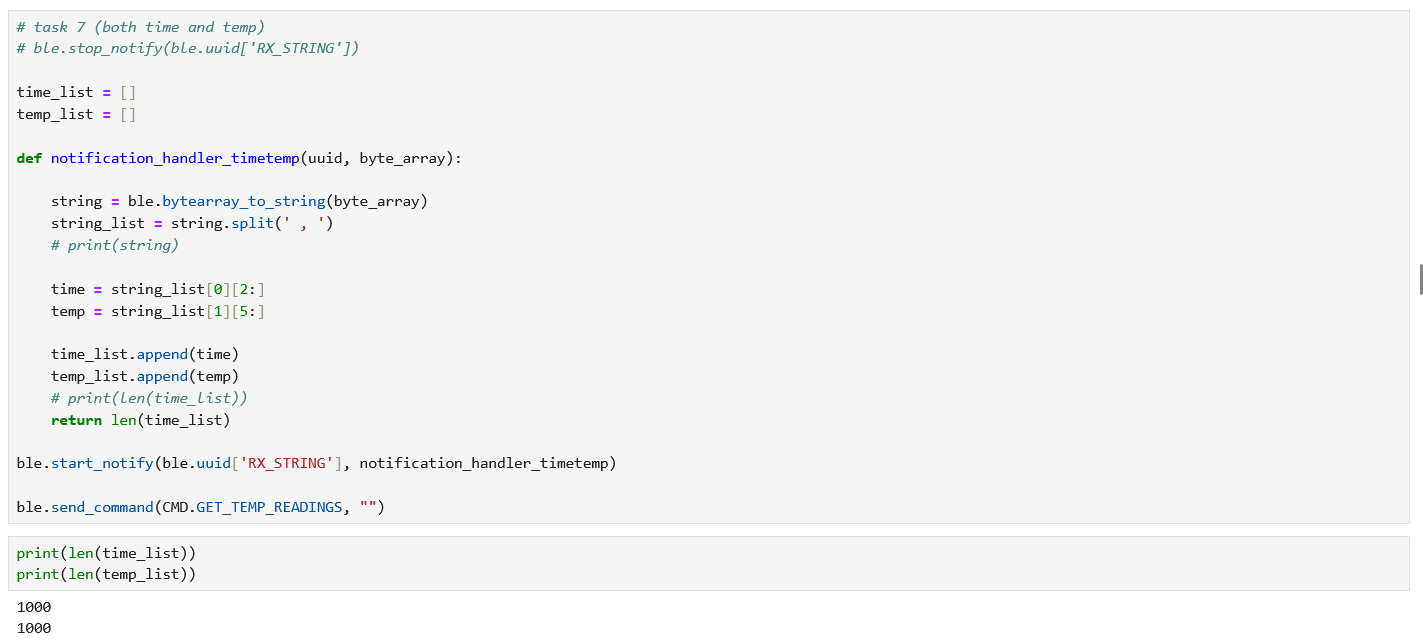 # task 7 (both time and temp)
# ble.stop_notify(ble.uuid['RX_STRING'])
time_list = []
temp_list = []
def notification_handler_timetemp(uuid, byte_array):
    string = ble.bytearray_to_string(byte_array)
    string_list = string.split(' , ')
    # print(string)
    time = string_list[0][2:]
    temp = string_list[1][5:]
    time_list.append(time)
    temp_list.append(temp)
    # print(len(time_list))
    return len(time_list)
ble.start_notify(ble.uuid['RX_STRING'], notification_handler_timetemp)
ble.send_command(CMD.GET_TEMP_READINGS, "")
print(len(time_list))
print(len(temp_list))
1000
1000